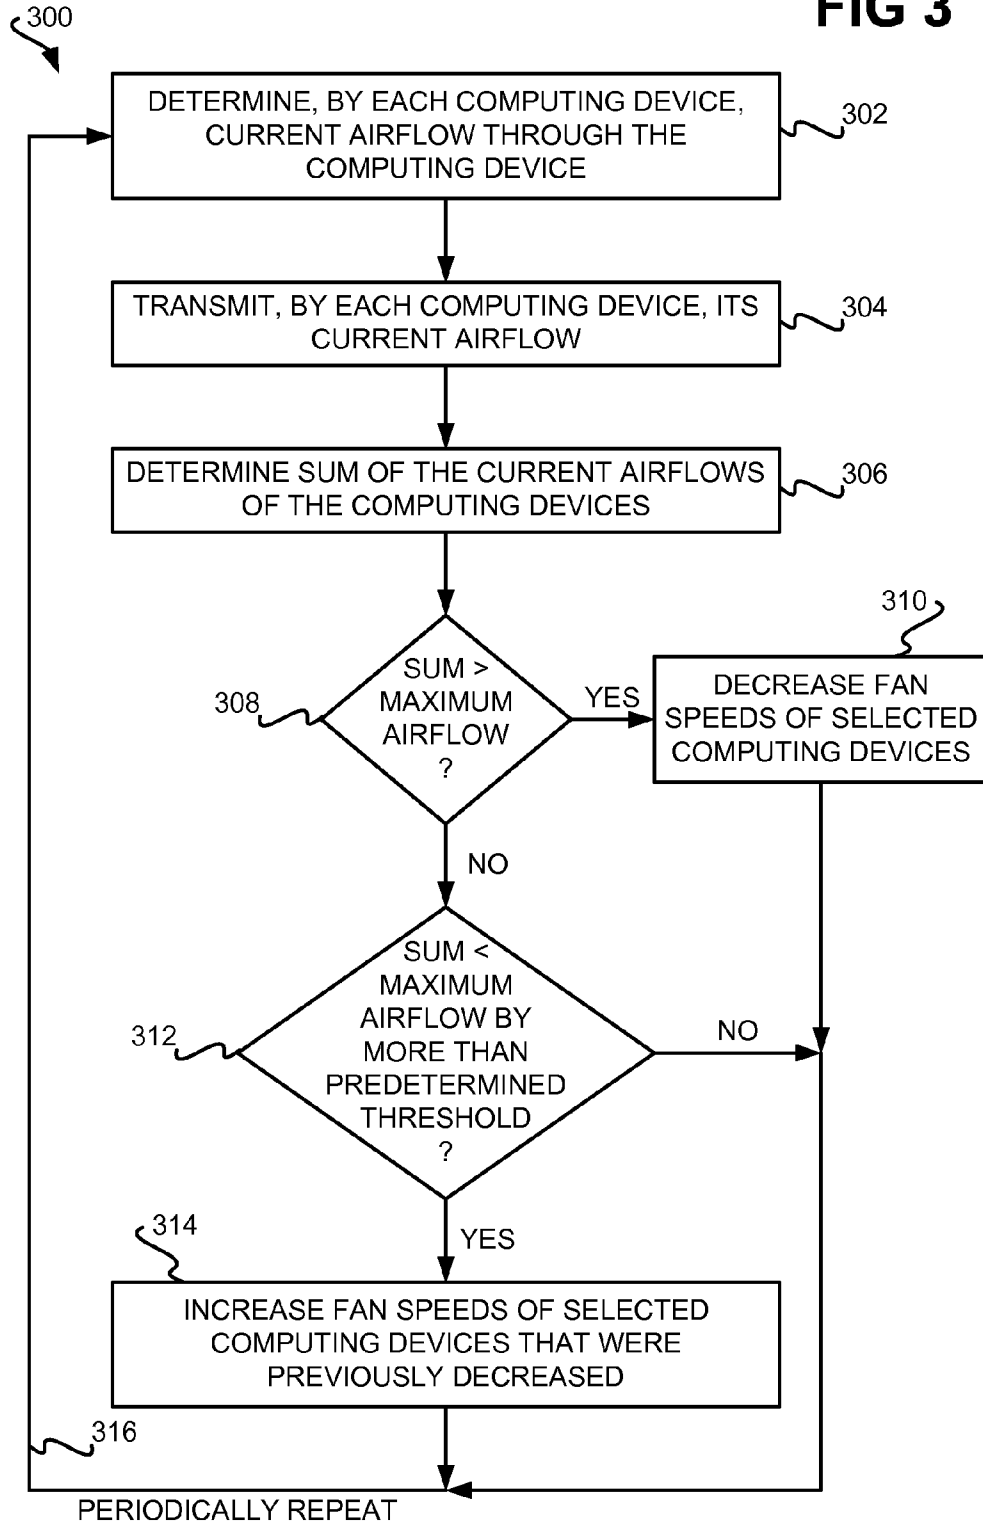 FIG 3
300
DETERMINE, BY EACH COMPUTING DEVICE,
CURRENT AIRFLOW THROUGH THE
COMPUTING DEVICE
302
TRANSMIT, BY EACH COMPUTING DEVICE, ITS
CURRENT AIRFLOW
304
DETERMINE SUM OF THE CURRENT AIRFLOWS
OF THE COMPUTING DEVICES
306
SUM >
MAXIMUM
AIRFLOW
?
308
YES
310
DECREASE FAN
SPEEDS OF SELECTED
COMPUTING DEVICES
NO
SUM <
MAXIMUM
AIRFLOW BY
MORE THAN
PREDETERMINED
THRESHOLD
?
312
NO
YES
314
INCREASE FAN SPEEDS OF SELECTED
COMPUTING DEVICES THAT WERE
PREVIOUSLY DECREASED
316
PERIODICALLY REPEAT